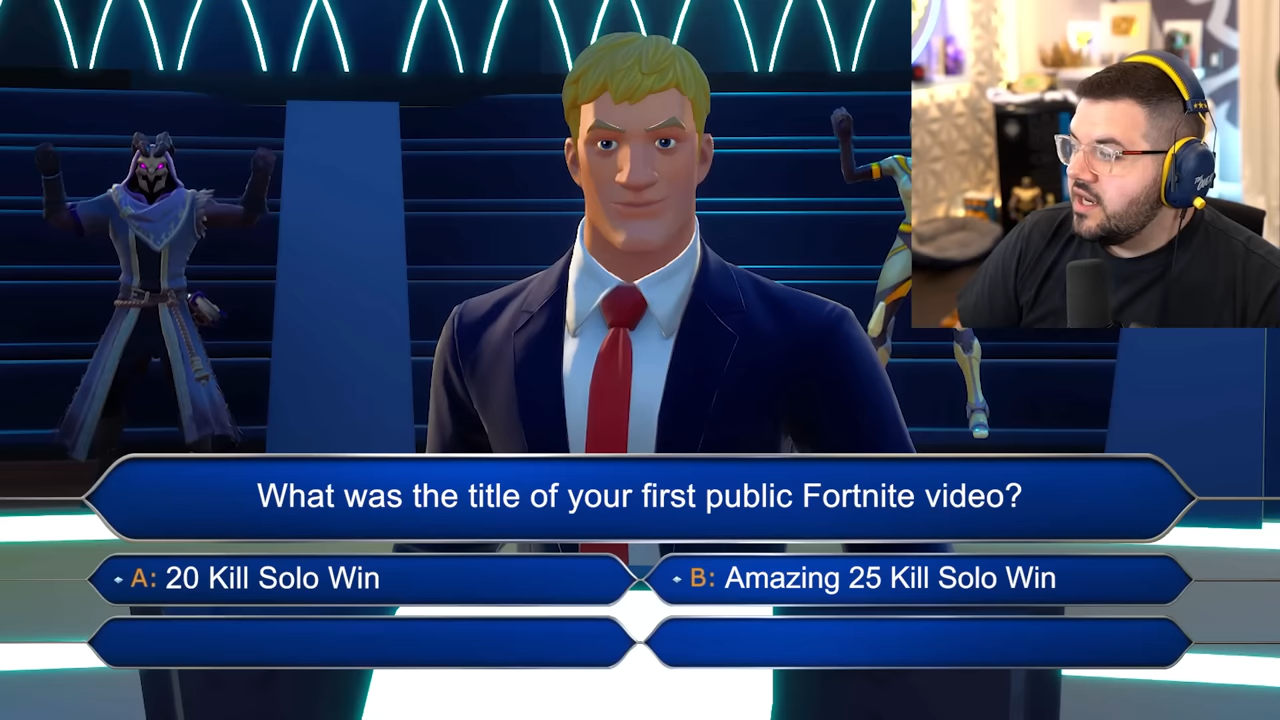 What was the title of your first public Fortnite video?
A: 20 Kill Solo Win
B: Amazing 25 Kill Solo Win